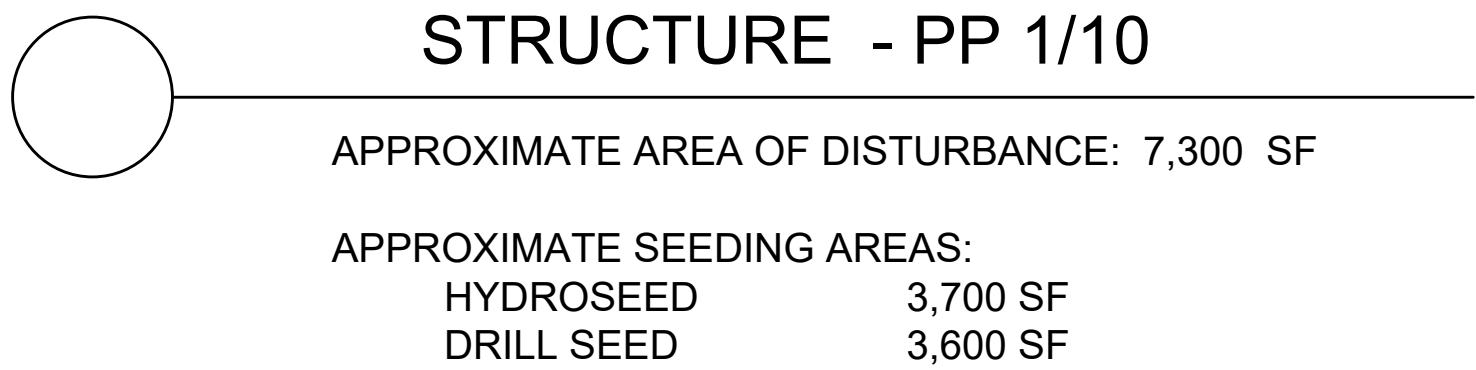 STRUCTURE - PP 1/10
APPROXIMATE AREA OF DISTURBANCE: 7,300 SF
APPROXIMATE SEEDING AREAS:
HYDROSEED 3,700 SF
DRILL SEED 3,600 SF